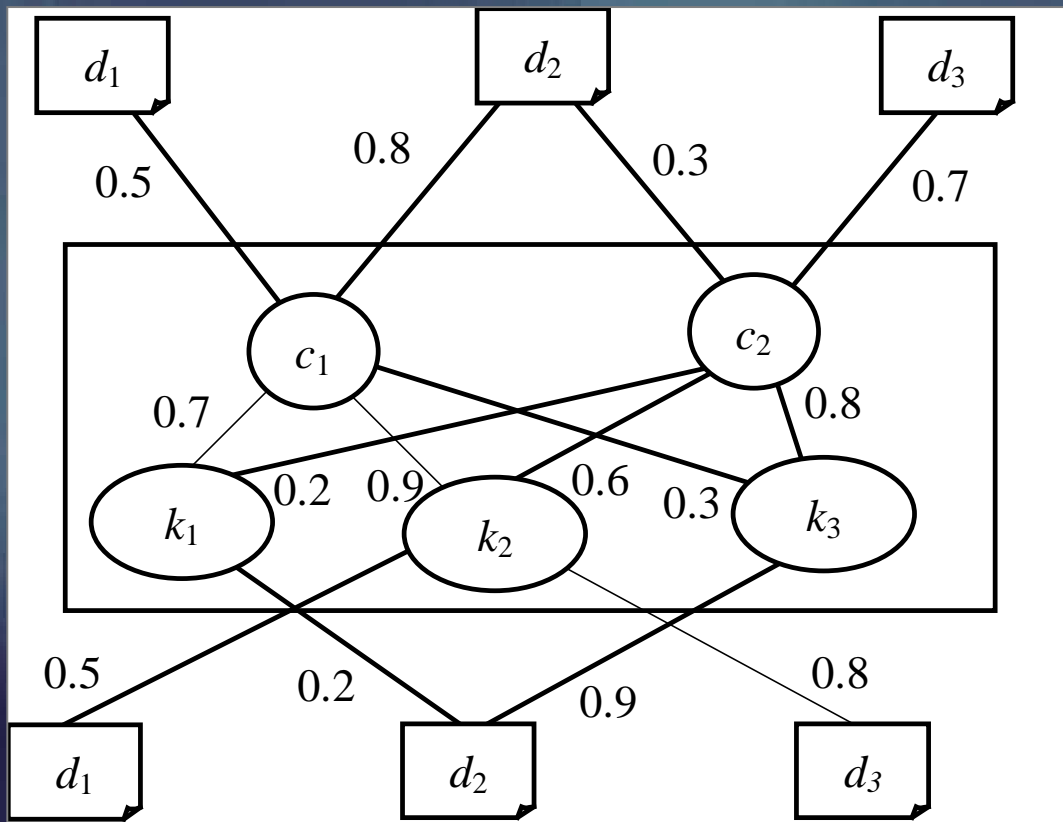 d₁ d₂ d₃
0.5 0.8 0.3 0.7
c₁ c₂
0.7 0.8
0.2 0.9 0.6 0.3
k₁ k₂ k₃
0.5 0.2 0.9 0.8
d₁ d₂ d₃